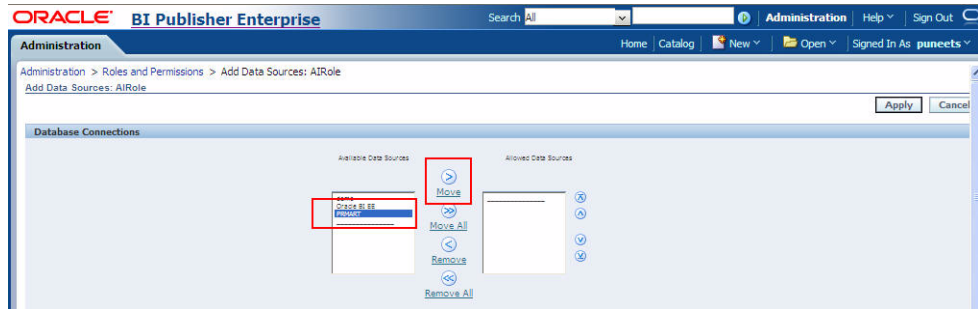 ORACLE BI Publisher Enterprise Search All Administration Help Sign Out
Administration Home Catalog New Open Signed In As puneets
Administration > Roles and Permissions > Add Data Sources: AIRole
Add Data Sources: AIRole
Apply Cancel
Database Connections
Available Data Sources Allowed Data Sources
Move
demo
Oracle BI EE
PRMART
Move All
Remove
Remove All